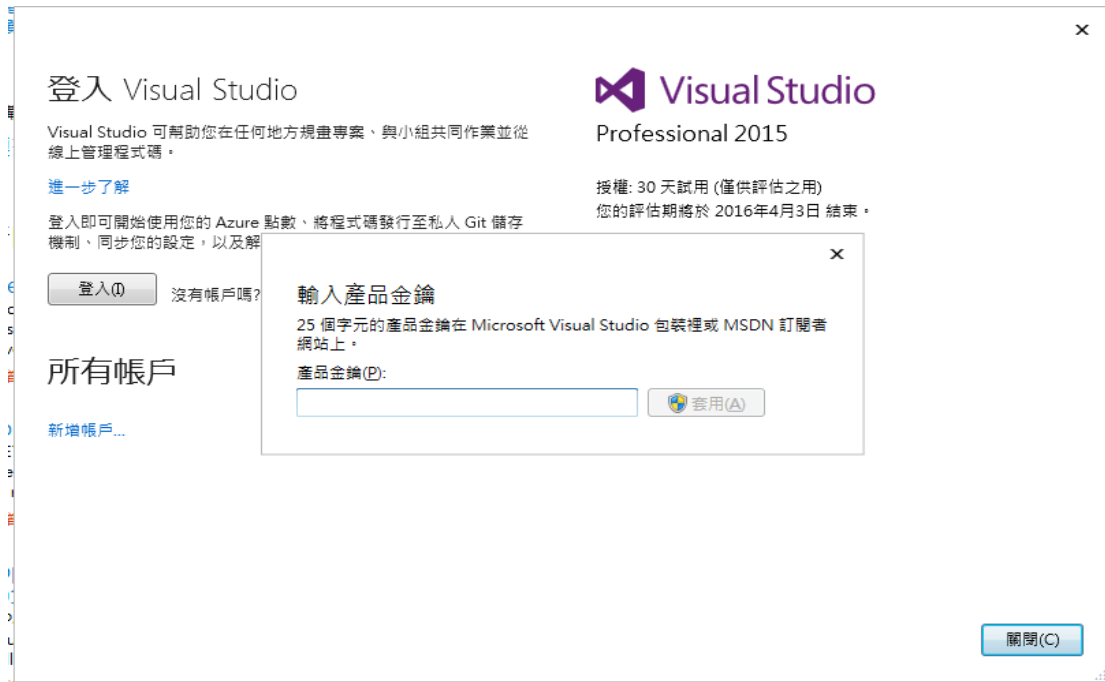 登入 Visual Studio
Visual Studio 可幫助您在任何地方規畫專案、與小組共同作業並從
線上管理程式碼。
進一步了解
登入即可開始使用您的 Azure 點數、將程式碼發行至私人 Git 儲存
機制、同步您的設定，以及解
登入(I)
沒有帳戶嗎?
所有帳戶
新增帳戶...
Visual Studio
Professional 2015
授權: 30 天試用 (僅供評估之用)
您的評估期將於 2016年4月3日 結束。
輸入產品金鑰
25 個字元的產品金鑰在 Microsoft Visual Studio 包裝裡或 MSDN 訂閱者
網站上。
產品金鑰(P):
套用(A)
關閉(C)